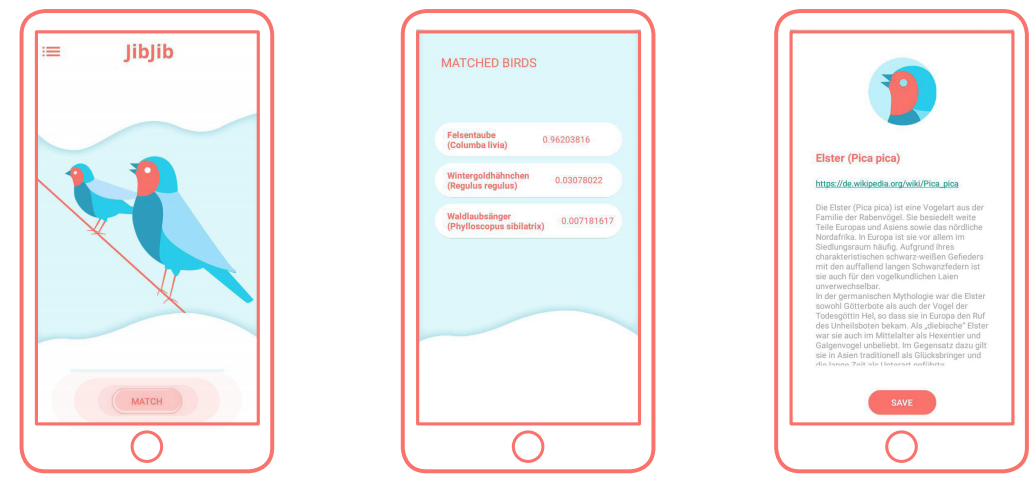 JibJib
MATCH
MATCHED BIRDS
Felsentaube
(Columba livia)
0.96203816
Wintergoldhähnchen
(Regulus regulus)
0.03078022
Waldlaubsänger
(Phylloscopus sibilatrix)
0.007181617
Elster (Pica pica)
https://de.wikipedia.org/wiki/Pica_pica
Die Elster (Pica pica) ist eine Vogelart aus der
Familie der Rabenvögel. Sie besiedelt weite
Teile Europas und Asiens sowie das nördliche
Nordafrika. In Europa ist sie vor allem im
Siedlungsraum häufig. Aufgrund ihres
charakteristischen schwarz-weißen Gefieders
mit den auffallend langen Schwanzfedern ist
sie auch für den vogelkundlichen Laien
unverwechselbar.
In der germanischen Mythologie war die Elster
sowohl Götterbote als auch der Vogel der
Todesgöttin Hel, so dass sie in Europa den Ruf
des Unheilsboten bekam. Als „diebische“ Elster
war sie auch im Mittelalter als Hexentier und
Galgenvogel unbeliebt. Im Gegensatz dazu gilt
sie in Asien traditionell als Glücksbringer und
die lange Zeit als Unterart geführte
SAVE